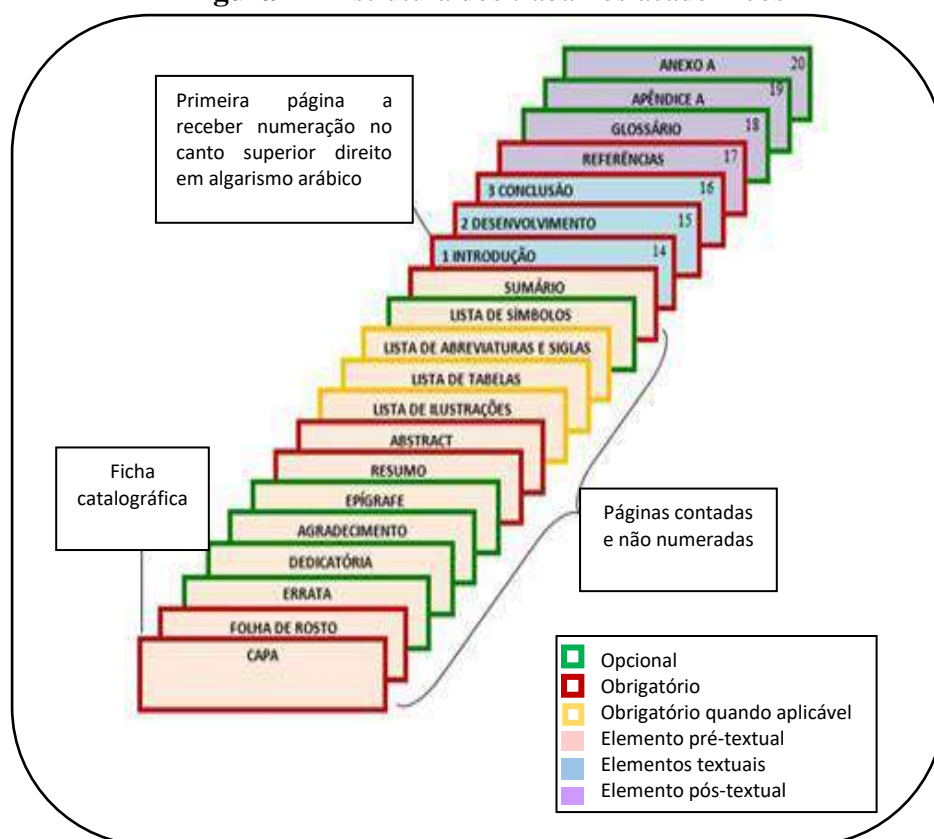 ANEXO A 20
APÊNDICE A 19
GLOSSÁRIO 18
REFERÊNCIAS 17
3 CONCLUSÃO 16
2 DESENVOLVIMENTO 15
1 INTRODUÇÃO 14
SUMÁRIO
LISTA DE SÍMBOLOS
LISTA DE ABREVIATURAS E SIGLAS
LISTA DE TABELAS
LISTA DE ILUSTRAÇÕES
ABSTRACT
RESUMO
EPÍGRAFE
AGRADECIMENTO
DEDICATÓRIA
ERRATA
FOLHA DE ROSTO
CAPA
Primeira página a
receber numeração no
canto superior direito
em algarismo arábico
Ficha
catalográfica
Páginas contadas
e não numeradas
Opcional
Obrigatório
Obrigatório quando aplicável
Elemento pré-textual
Elementos textuais
Elemento pós-textual